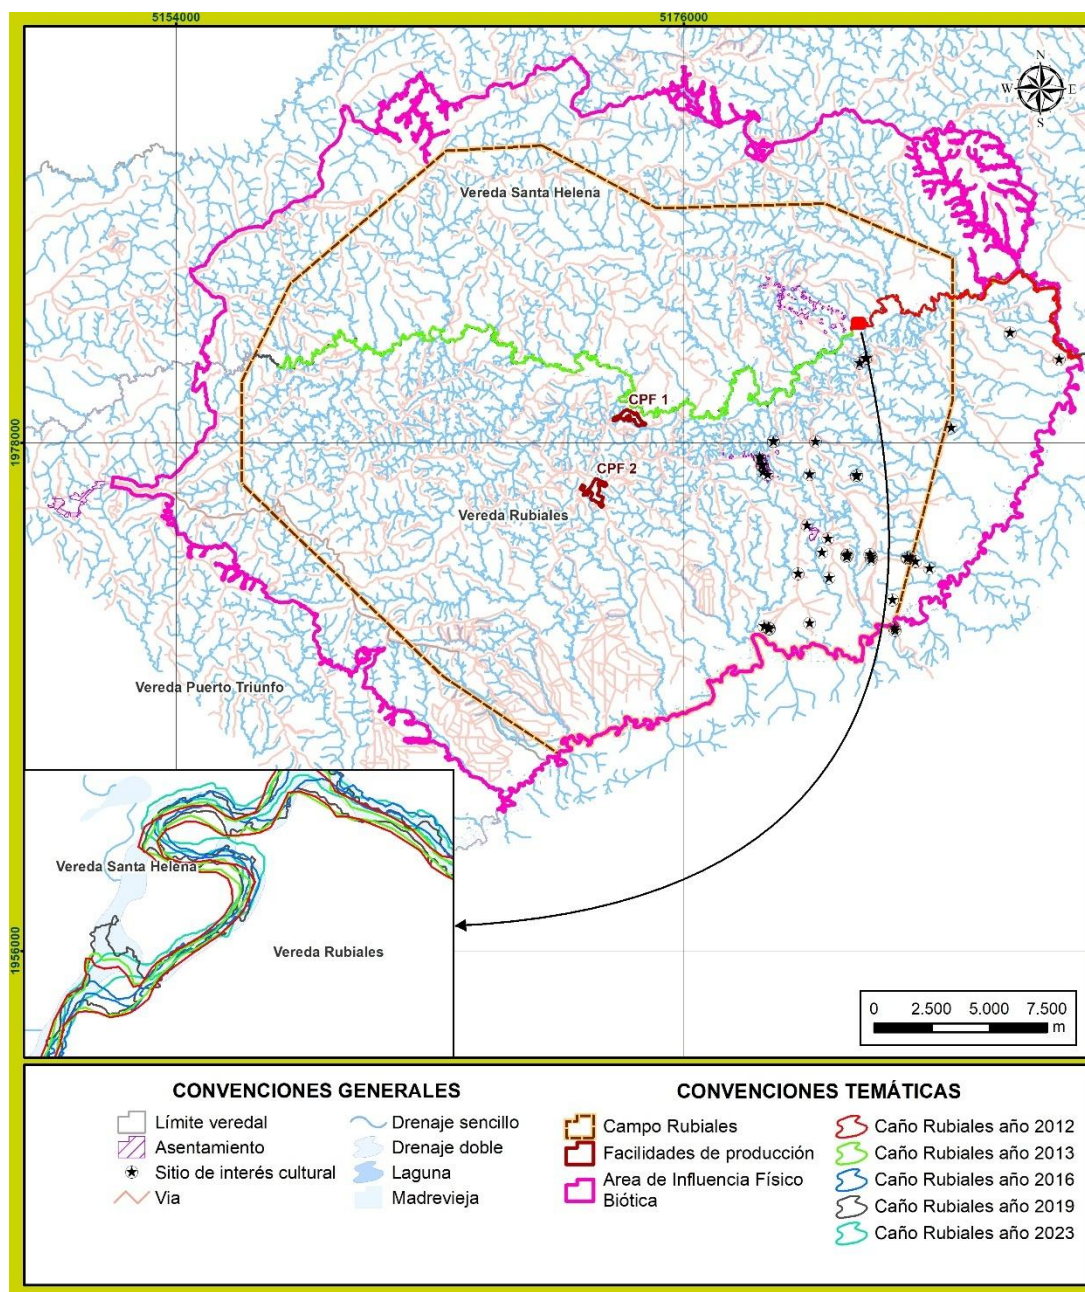 5154000
5176000
N
W
E
S
Vereda Santa Helena
CPF 1
1978000
CPF 2
Vereda Rubiales
Vereda Puerto Triunfo
Vereda Santa Helena
Vereda Rubiales
1956000
0 2.500 5.000 7.500
m
CONVENCIONES GENERALES
Límite veredal
Asentamiento
Sitio de interés cultural
Via
Drenaje sencillo
Drenaje doble
Laguna
Madrevieja
CONVENCIONES TEMÁTICAS
Campo Rubiales
Facilidades de producción
Area de Influencia Físico
Biótica
Caño Rubiales año 2012
Caño Rubiales año 2013
Caño Rubiales año 2016
Caño Rubiales año 2019
Caño Rubiales año 2023